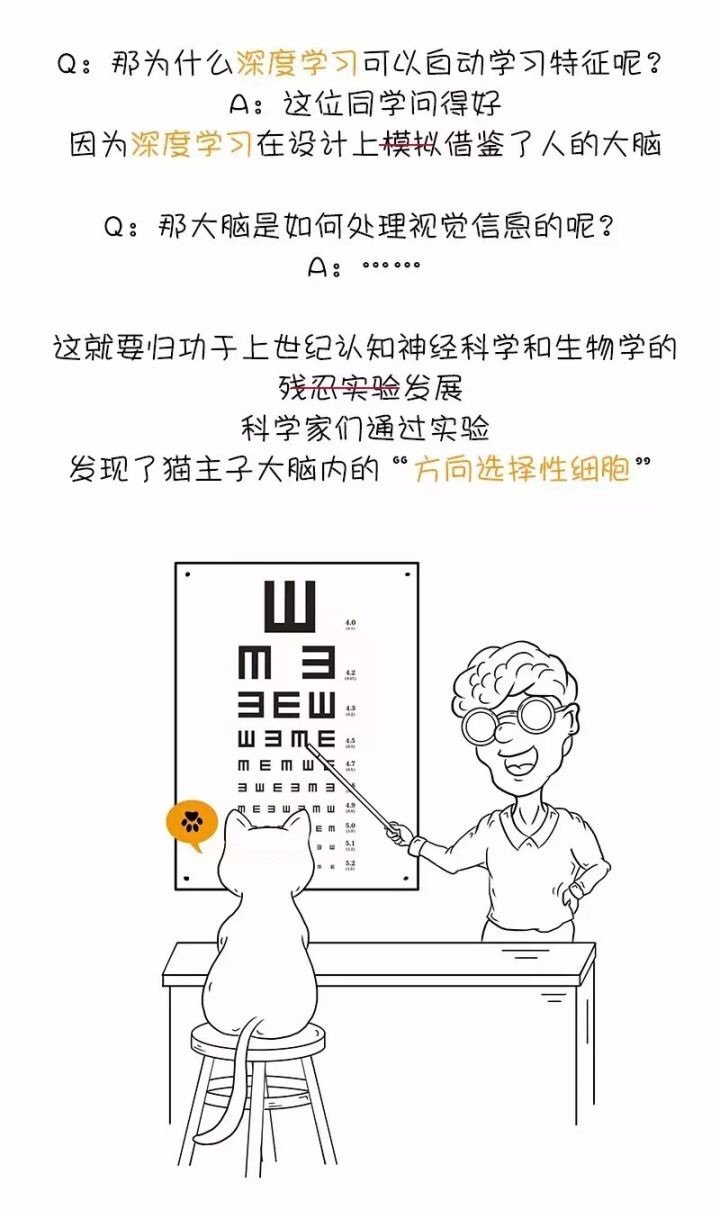 Q：那为什么深度学习可以自动学习特征呢？
A：这位同学问得好
因为深度学习在设计上模拟借鉴了人的大脑
Q：那大脑是如何处理视觉信息的呢？
A：……
这就要归功于上世纪认知神经科学和生物学的
残忍实验发展
科学家们通过实验
发现了猫主子大脑内的“方向选择性细胞”
4.0
4.2
4.3
4.5
4.7
4.9
5.0
5.1
5.2